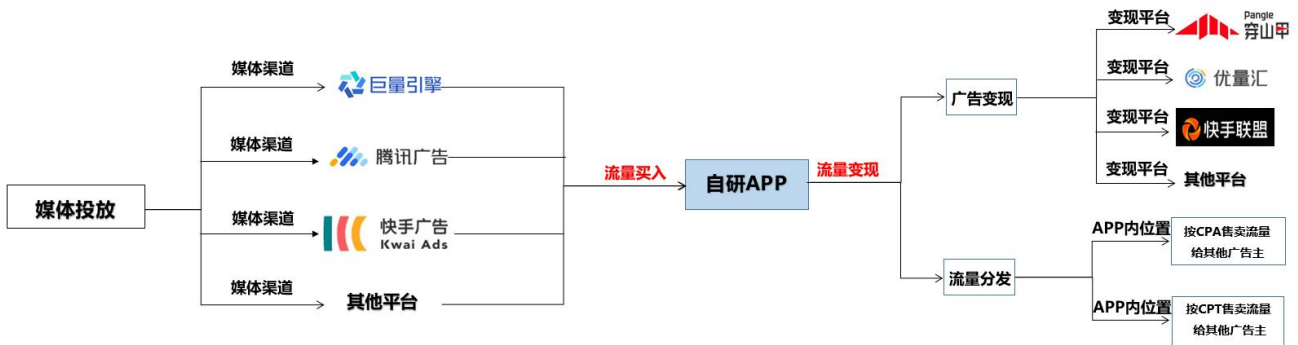 媒体投放
媒体渠道
巨量引擎
媒体渠道
腾讯广告
媒体渠道
快手广告
Kwai Ads
媒体渠道
其他平台
流量买入
自研APP
流量变现
广告变现
变现平台
Pangle
穿山甲
变现平台
优量汇
变现平台
快手联盟
变现平台
其他平台
流量分发
APP内位置
按CPA售卖流量
给其他广告主
APP内位置
按CPT售卖流量
给其他广告主